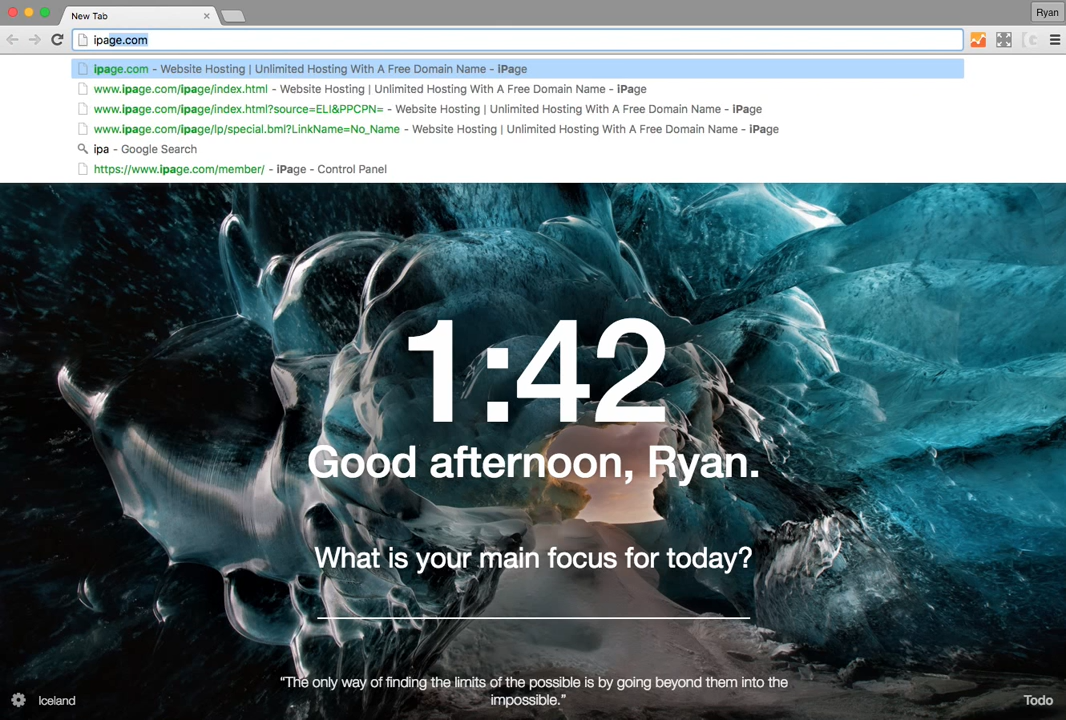 New Tab
Ryan
ipage.com
ipage.com - Website Hosting | Unlimited Hosting With A Free Domain Name - iPage
www.ipage.com/ipage/index.html - Website Hosting | Unlimited Hosting With A Free Domain Name - iPage
www.ipage.com/ipage/index.html?source=ELI&PPCPN= - Website Hosting | Unlimited Hosting With A Free Domain Name - iPage
www.ipage.com/ipage/lp/special.bml?LinkName=No_Name - Website Hosting | Unlimited Hosting With A Free Domain Name - iPage
ipa - Google Search
https://www.ipage.com/member/ - iPage - Control Panel
1:42
Good afternoon, Ryan.
What is your main focus for today?
“The only way of finding the limits of the possible is by going beyond them into the
impossible.”
Iceland
Todo